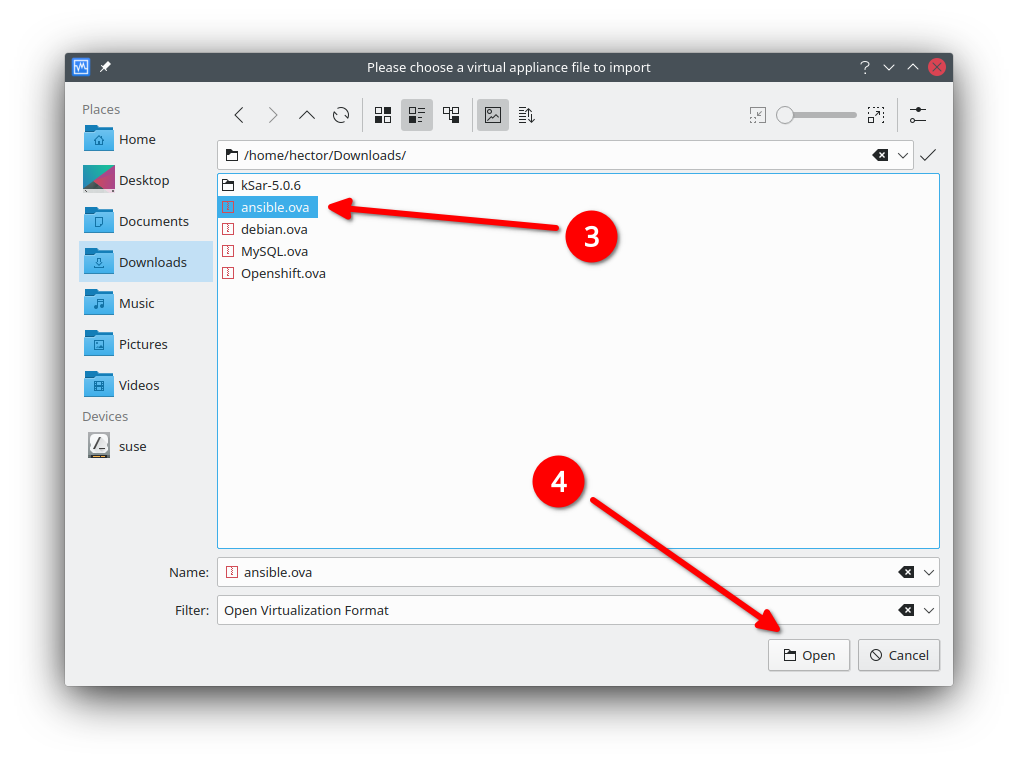 Please choose a virtual appliance file to import
Places
Home
Desktop
Documents
Downloads
Music
Pictures
Videos
Devices
suse
/home/hector/Downloads/
kSar-5.0.6
ansible.ova
debian.ova
MySQL.ova
Openshift.ova
3
4
Name: ansible.ova
Filter: Open Virtualization Format
Open Cancel